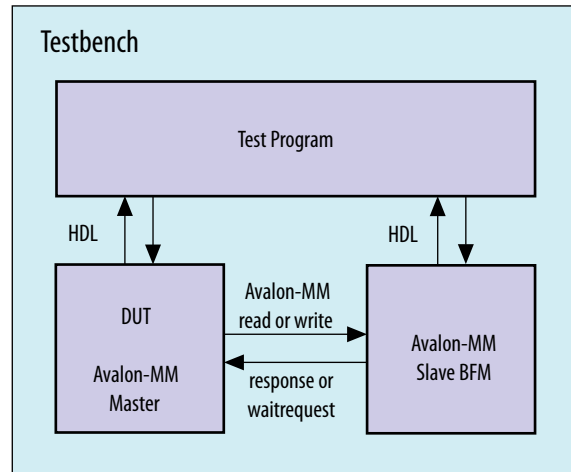 Testbench
Test Program
HDL
HDL
DUT
Avalon-MM
Master
Avalon-MM
read or write
response or
waitrequest
Avalon-MM
Slave BFM